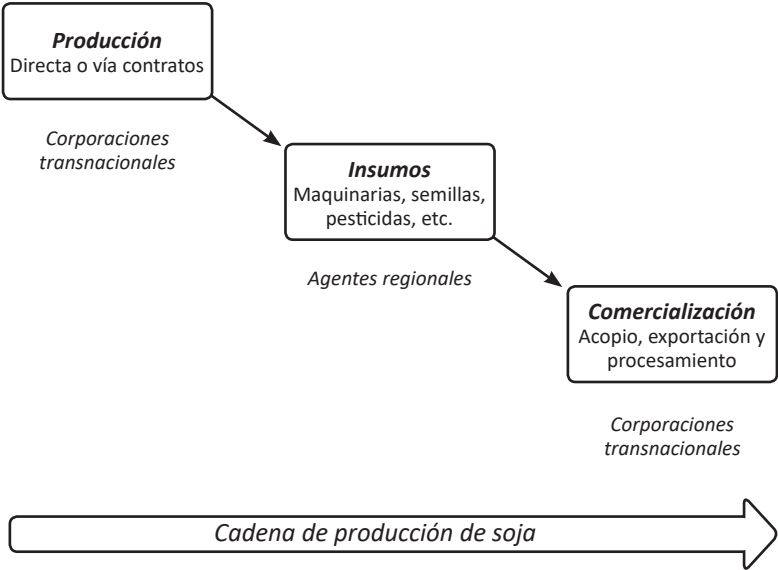 Producción
Directa o vía contratos
Corporaciones
transnacionales
Insumos
Maquinarias, semillas,
pesticidas, etc.
Agentes regionales
Comercialización
Acopio, exportación y
procesamiento
Corporaciones
transnacionales
Cadena de producción de soja